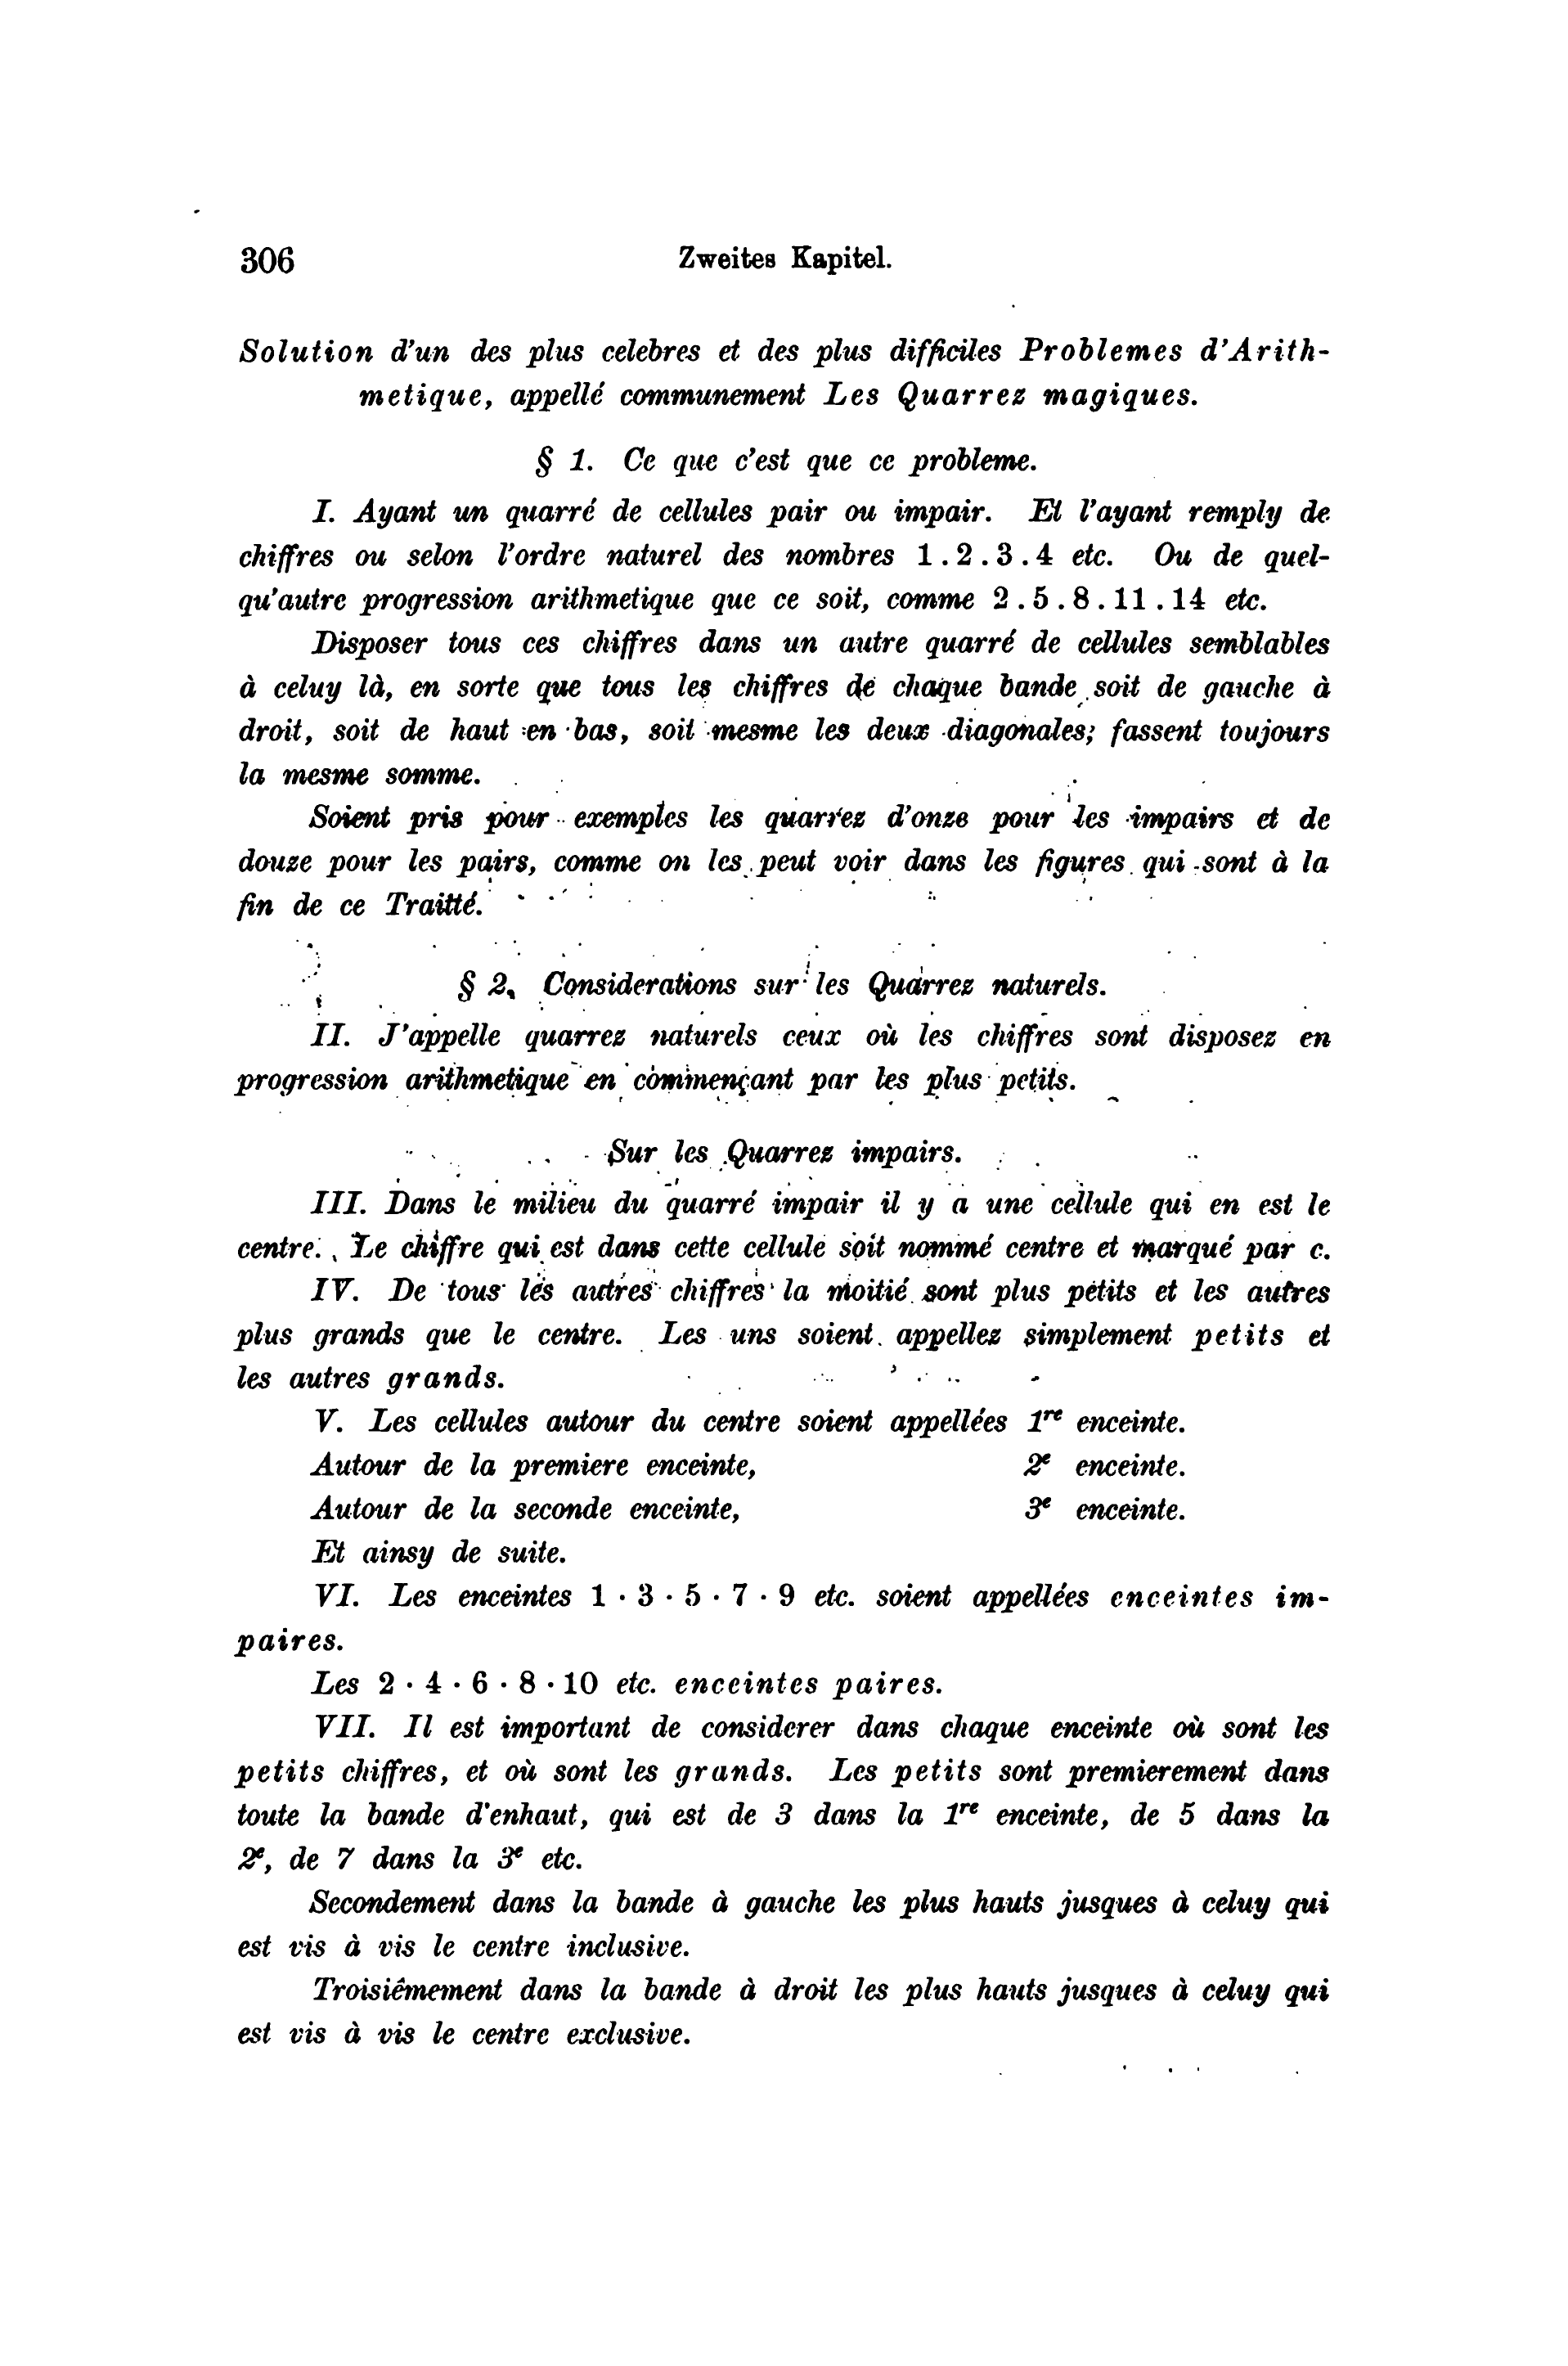 306 Zweites Kapitel.
Solution d'un des plus celebres et des plus difficiles Problemes d'Arith-
metique, appellé communement Les Quarrez magiques.
§ 1. Ce que c'est que ce probleme.
I. Ayant un quarré de cellules pair ou impair. Et l'ayant remply de
chiffres ou selon l'ordre naturel des nombres 1.2.3.4 etc. Ou de quel-
qu'autre progression arithmetique que ce soit, comme 2.5.8.11.14 etc.
Disposer tous ces chiffres dans un autre quarré de cellules semblables
à celuy là, en sorte que tous les chiffres de chaque bande soit de gauche à
droit, soit de haut en bas, soit mesme les deux diagonales; fassent toujours
la mesme somme.
Soient pris pour exemples les quarrez d'onze pour les impairs et de
douze pour les pairs, comme on les peut voir dans les figures qui sont à la
fin de ce Traitté.
§ 2. Considerations sur les Quarrez naturels.
II. J'appelle quarrez naturels ceux où les chiffres sont disposez en
progression arithmetique en commençant par les plus petits.
Sur les Quarrez impairs.
III. Dans le milieu du quarré impair il y a une cellule qui en est le
centre. Le chiffre qui est dans cette cellule soit nommé centre et marqué par c.
IV. De tous les autres chiffres la moitié sont plus petits et les autres
plus grands que le centre. Les uns soient appellez simplement petits et
les autres grands.
V. Les cellules autour du centre soient appellées 1re enceinte.
Autour de la premiere enceinte, 2e enceinte.
Autour de la seconde enceinte, 3e enceinte.
Et ainsy de suite.
VI. Les enceintes 1 · 3 · 5 · 7 · 9 etc. soient appellées enceintes im-
paires.
Les 2 · 4 · 6 · 8 · 10 etc. enceintes paires.
VII. Il est important de considerer dans chaque enceinte où sont les
petits chiffres, et où sont les grands. Les petits sont premierement dans
toute la bande d'enhaut, qui est de 3 dans la 1re enceinte, de 5 dans la
2e, de 7 dans la 3e etc.
Secondement dans la bande à gauche les plus hauts jusques à celuy qui
est vis à vis le centre inclusive.
Troisiêmement dans la bande à droit les plus hauts jusques à celuy qui
est vis à vis le centre exclusive.